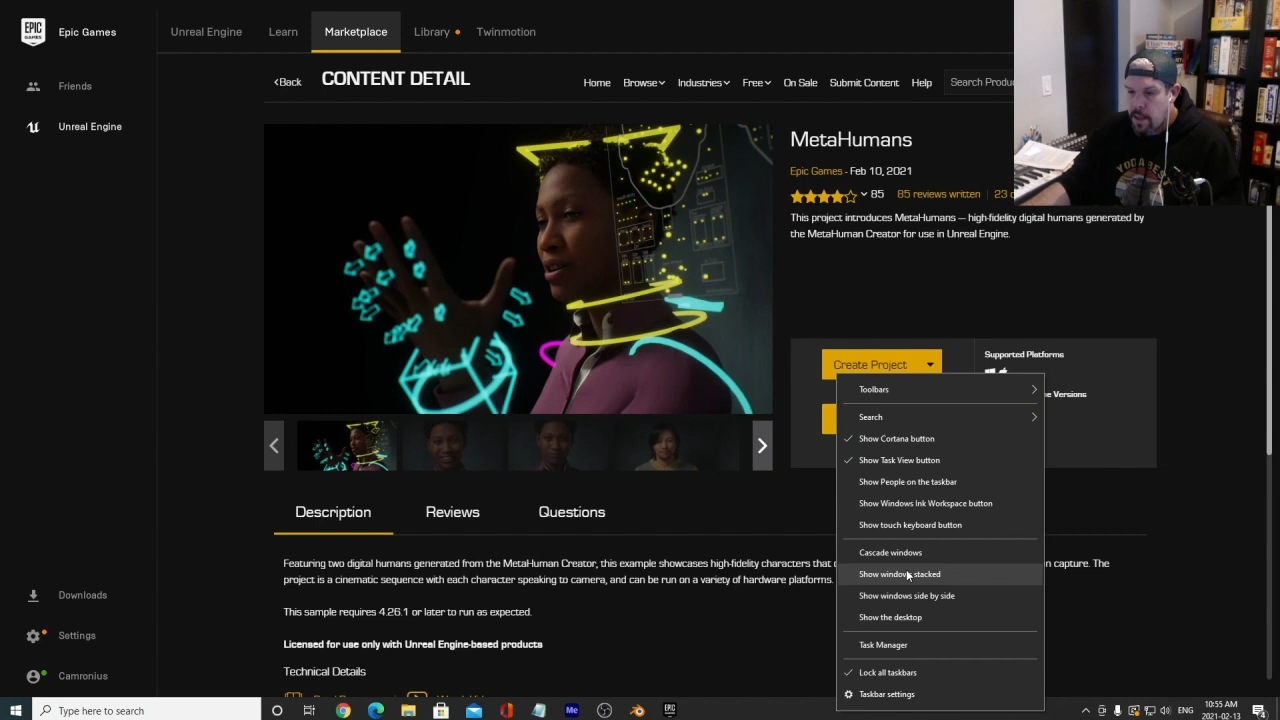 EPIC
GAMES
Epic Games
Unreal Engine
Learn
Marketplace
Library
Twinmotion
Friends
Unreal Engine
Back
CONTENT DETAIL
Home
Browse
Industries
Free
On Sale
Submit Content
Help
Search
MetaHumans
Epic Games - Feb 10, 2021
85
85 reviews written
23
This project introduces MetaHumans — high-fidelity digital humans generated by
the MetaHuman Creator for use in Unreal Engine.
Create Project
Supported Platforms
Versions
Toolbars
Search
Show Cortana button
Show Task View button
Show People on the taskbar
Show Windows Ink Workspace button
Show touch keyboard button
Cascade windows
Show windows stacked
Show windows side by side
Show the desktop
Task Manager
Lock all taskbars
Taskbar settings
Description
Reviews
Questions
Featuring two digital humans generated from the MetaHuman Creator, this example showcases high-fidelity characters that
capture. The
project is a cinematic sequence with each character speaking to camera, and can be run on a variety of hardware platforms.
This sample requires 4.26.1 or later to run as expected.
Licensed for use only with Unreal Engine-based products
Technical Details
Downloads
Settings
Camronius
Type here to search
Me
EPIC
ENG
10:55 AM
2021-02-13